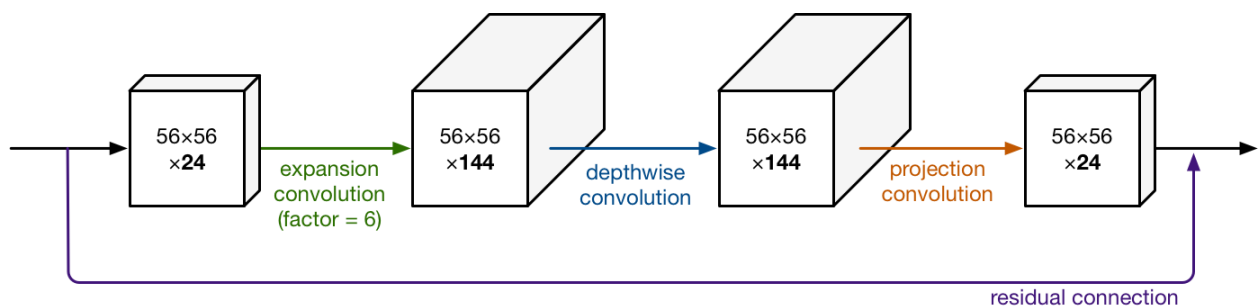 56×56
×24
expansion
convolution
(factor = 6)
56×56
×144
depthwise
convolution
56×56
×144
projection
convolution
56×56
×24
residual connection